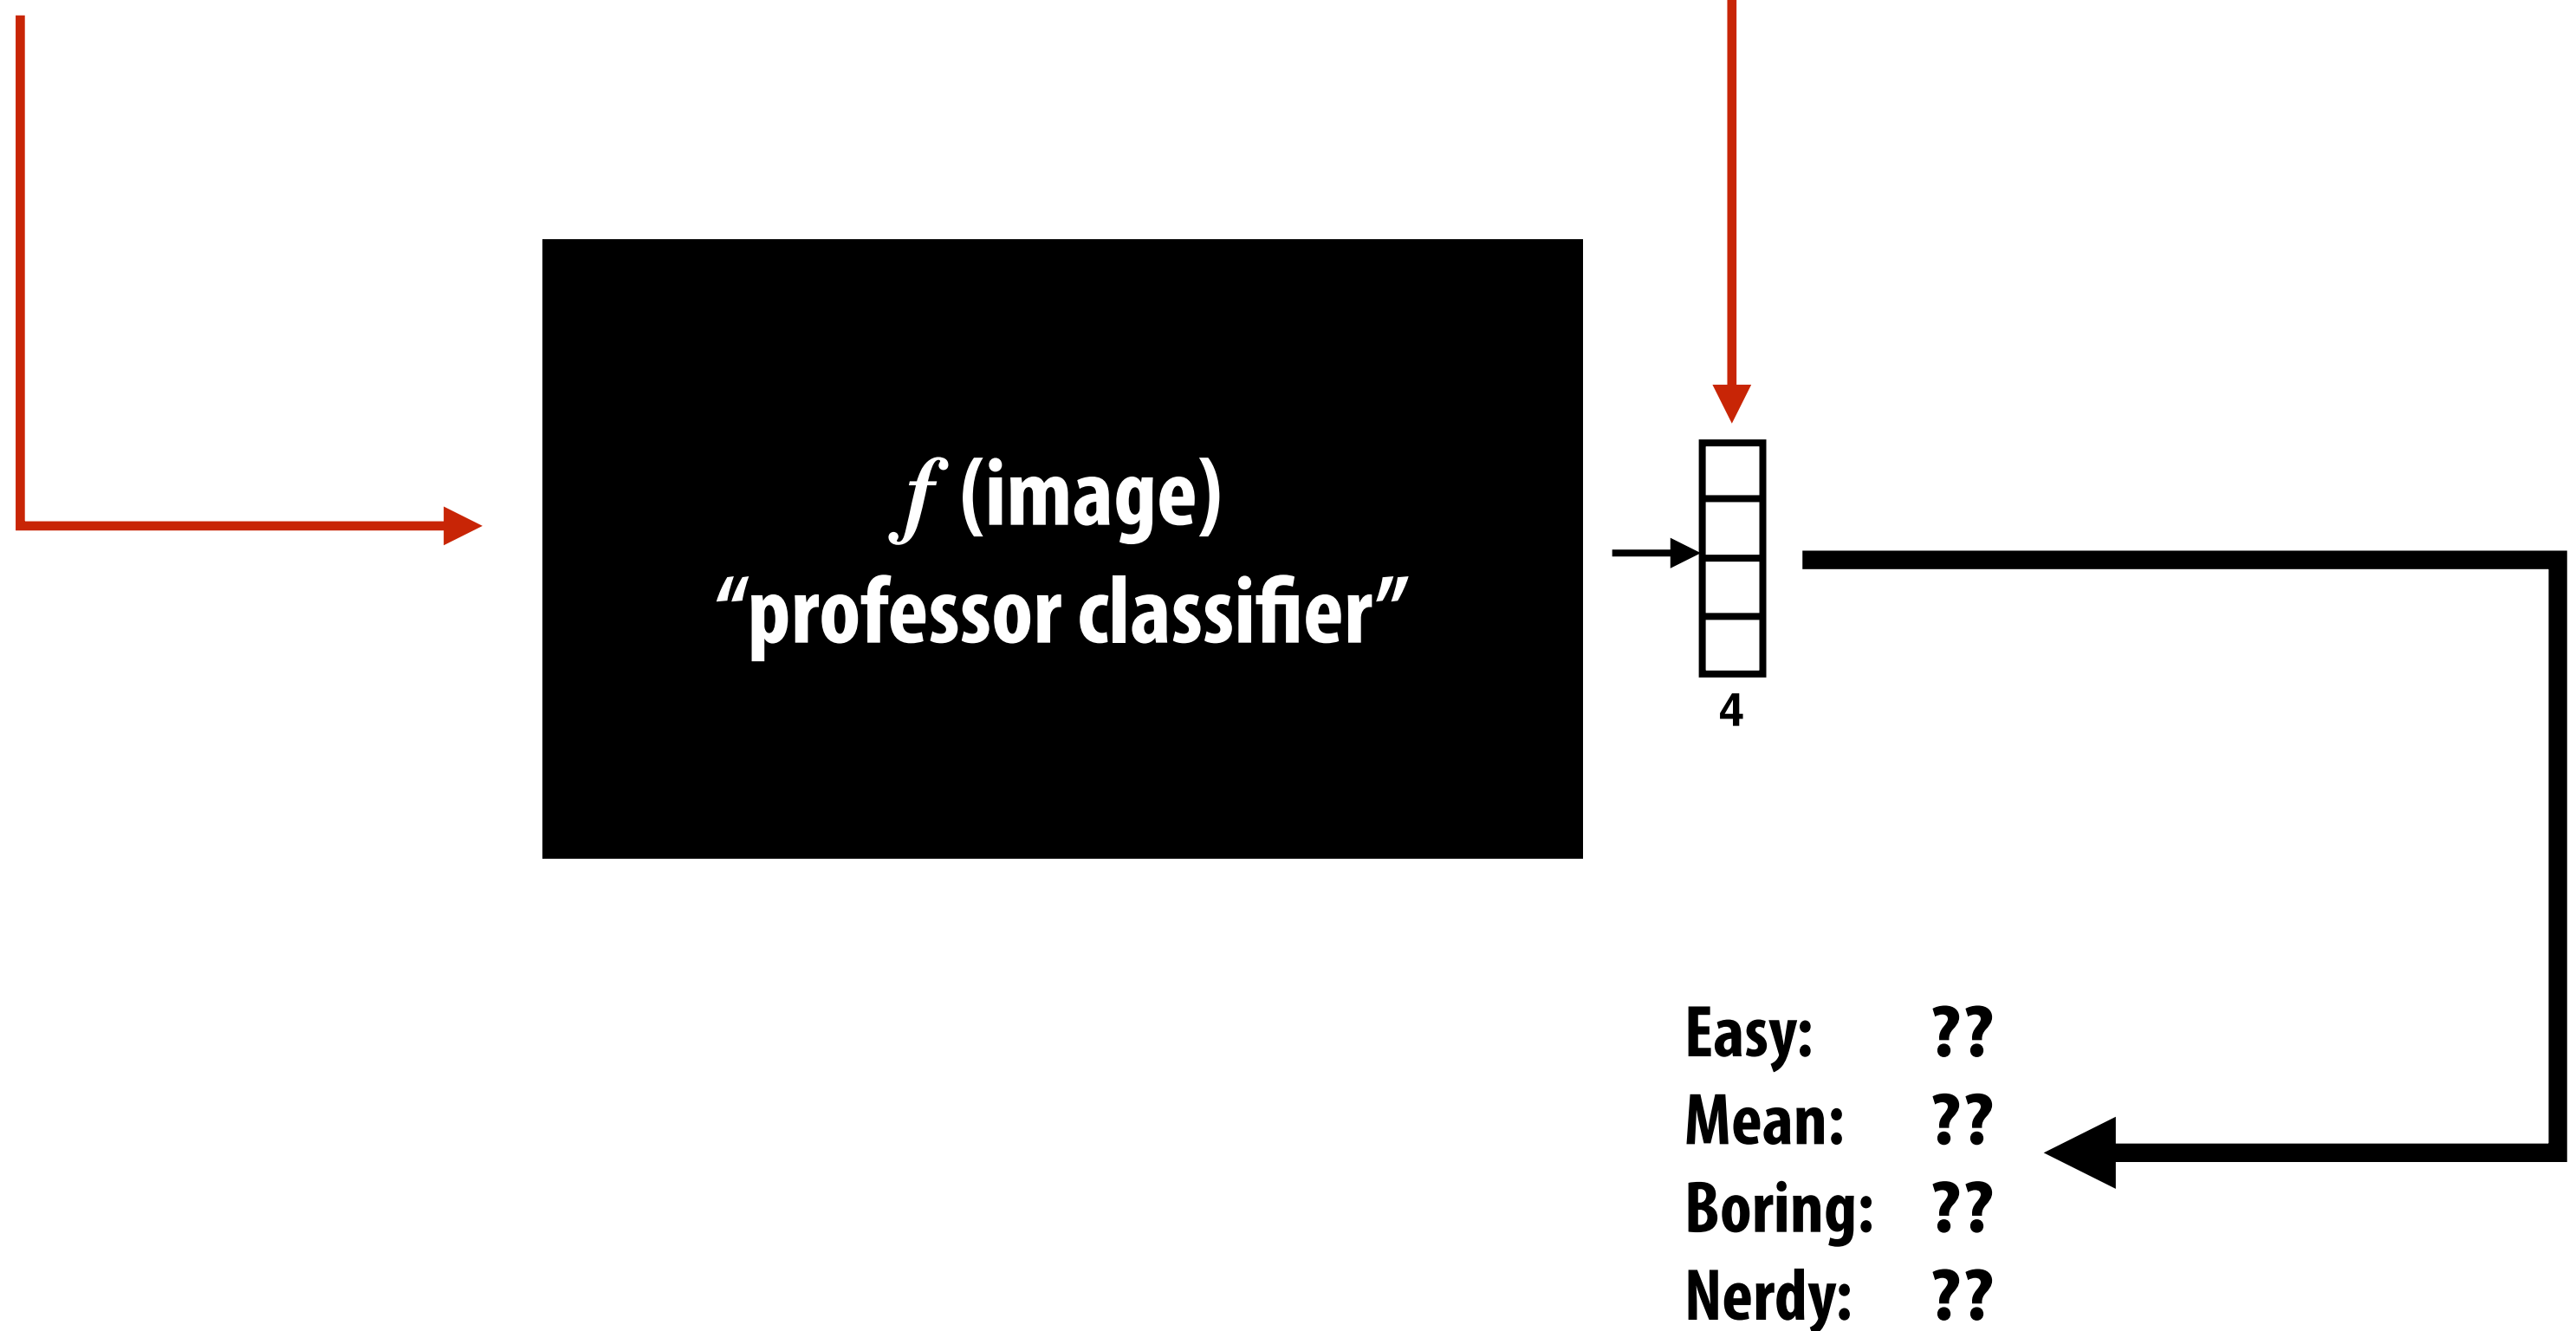 f (image)
“professor classifier”
4
Easy: ??
Mean: ??
Boring: ??
Nerdy: ??